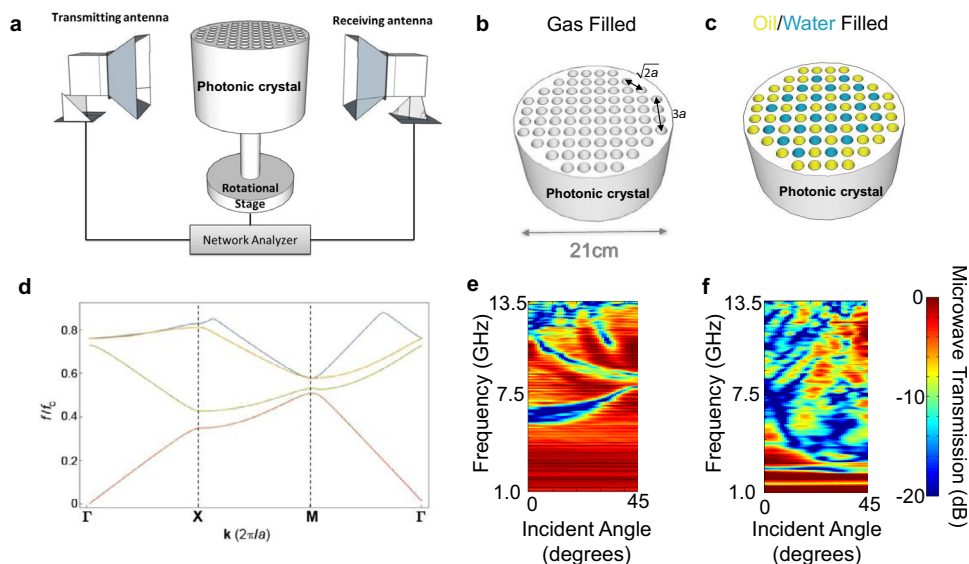 a
Transmitting antenna
Receiving antenna
Photonic crystal
Rotational
Stage
Network Analyzer
b
Gas Filled
√2a
3a
Photonic crystal
21cm
c
Oil/Water Filled
Photonic crystal
d
f/fc
0.8
0.6
0.4
0.2
0
Γ
X
M
Γ
k (2π/a)
e
Frequency (GHz)
13.5
7.5
1.0
0
45
Incident Angle
(degrees)
f
Frequency (GHz)
13.5
7.5
1.0
0
45
Incident Angle
(degrees)
0
-10
-20
Microwave Transmission (dB)